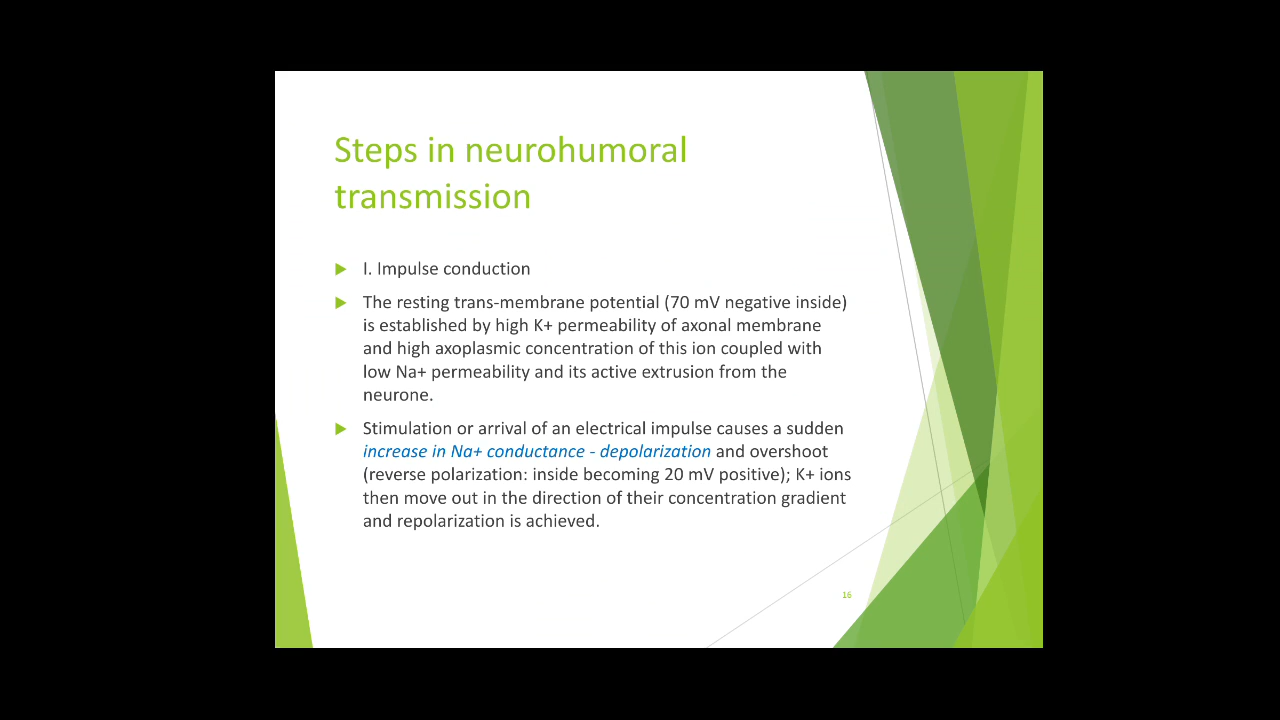 Steps in neurohumoral
transmission
I. Impulse conduction
The resting trans-membrane potential (70 mV negative inside)
is established by high K+ permeability of axonal membrane
and high axoplasmic concentration of this ion coupled with
low Na+ permeability and its active extrusion from the
neurone.
Stimulation or arrival of an electrical impulse causes a sudden
increase in Na+ conductance - depolarization and overshoot
(reverse polarization: inside becoming 20 mV positive); K+ ions
then move out in the direction of their concentration gradient
and repolarization is achieved.
16